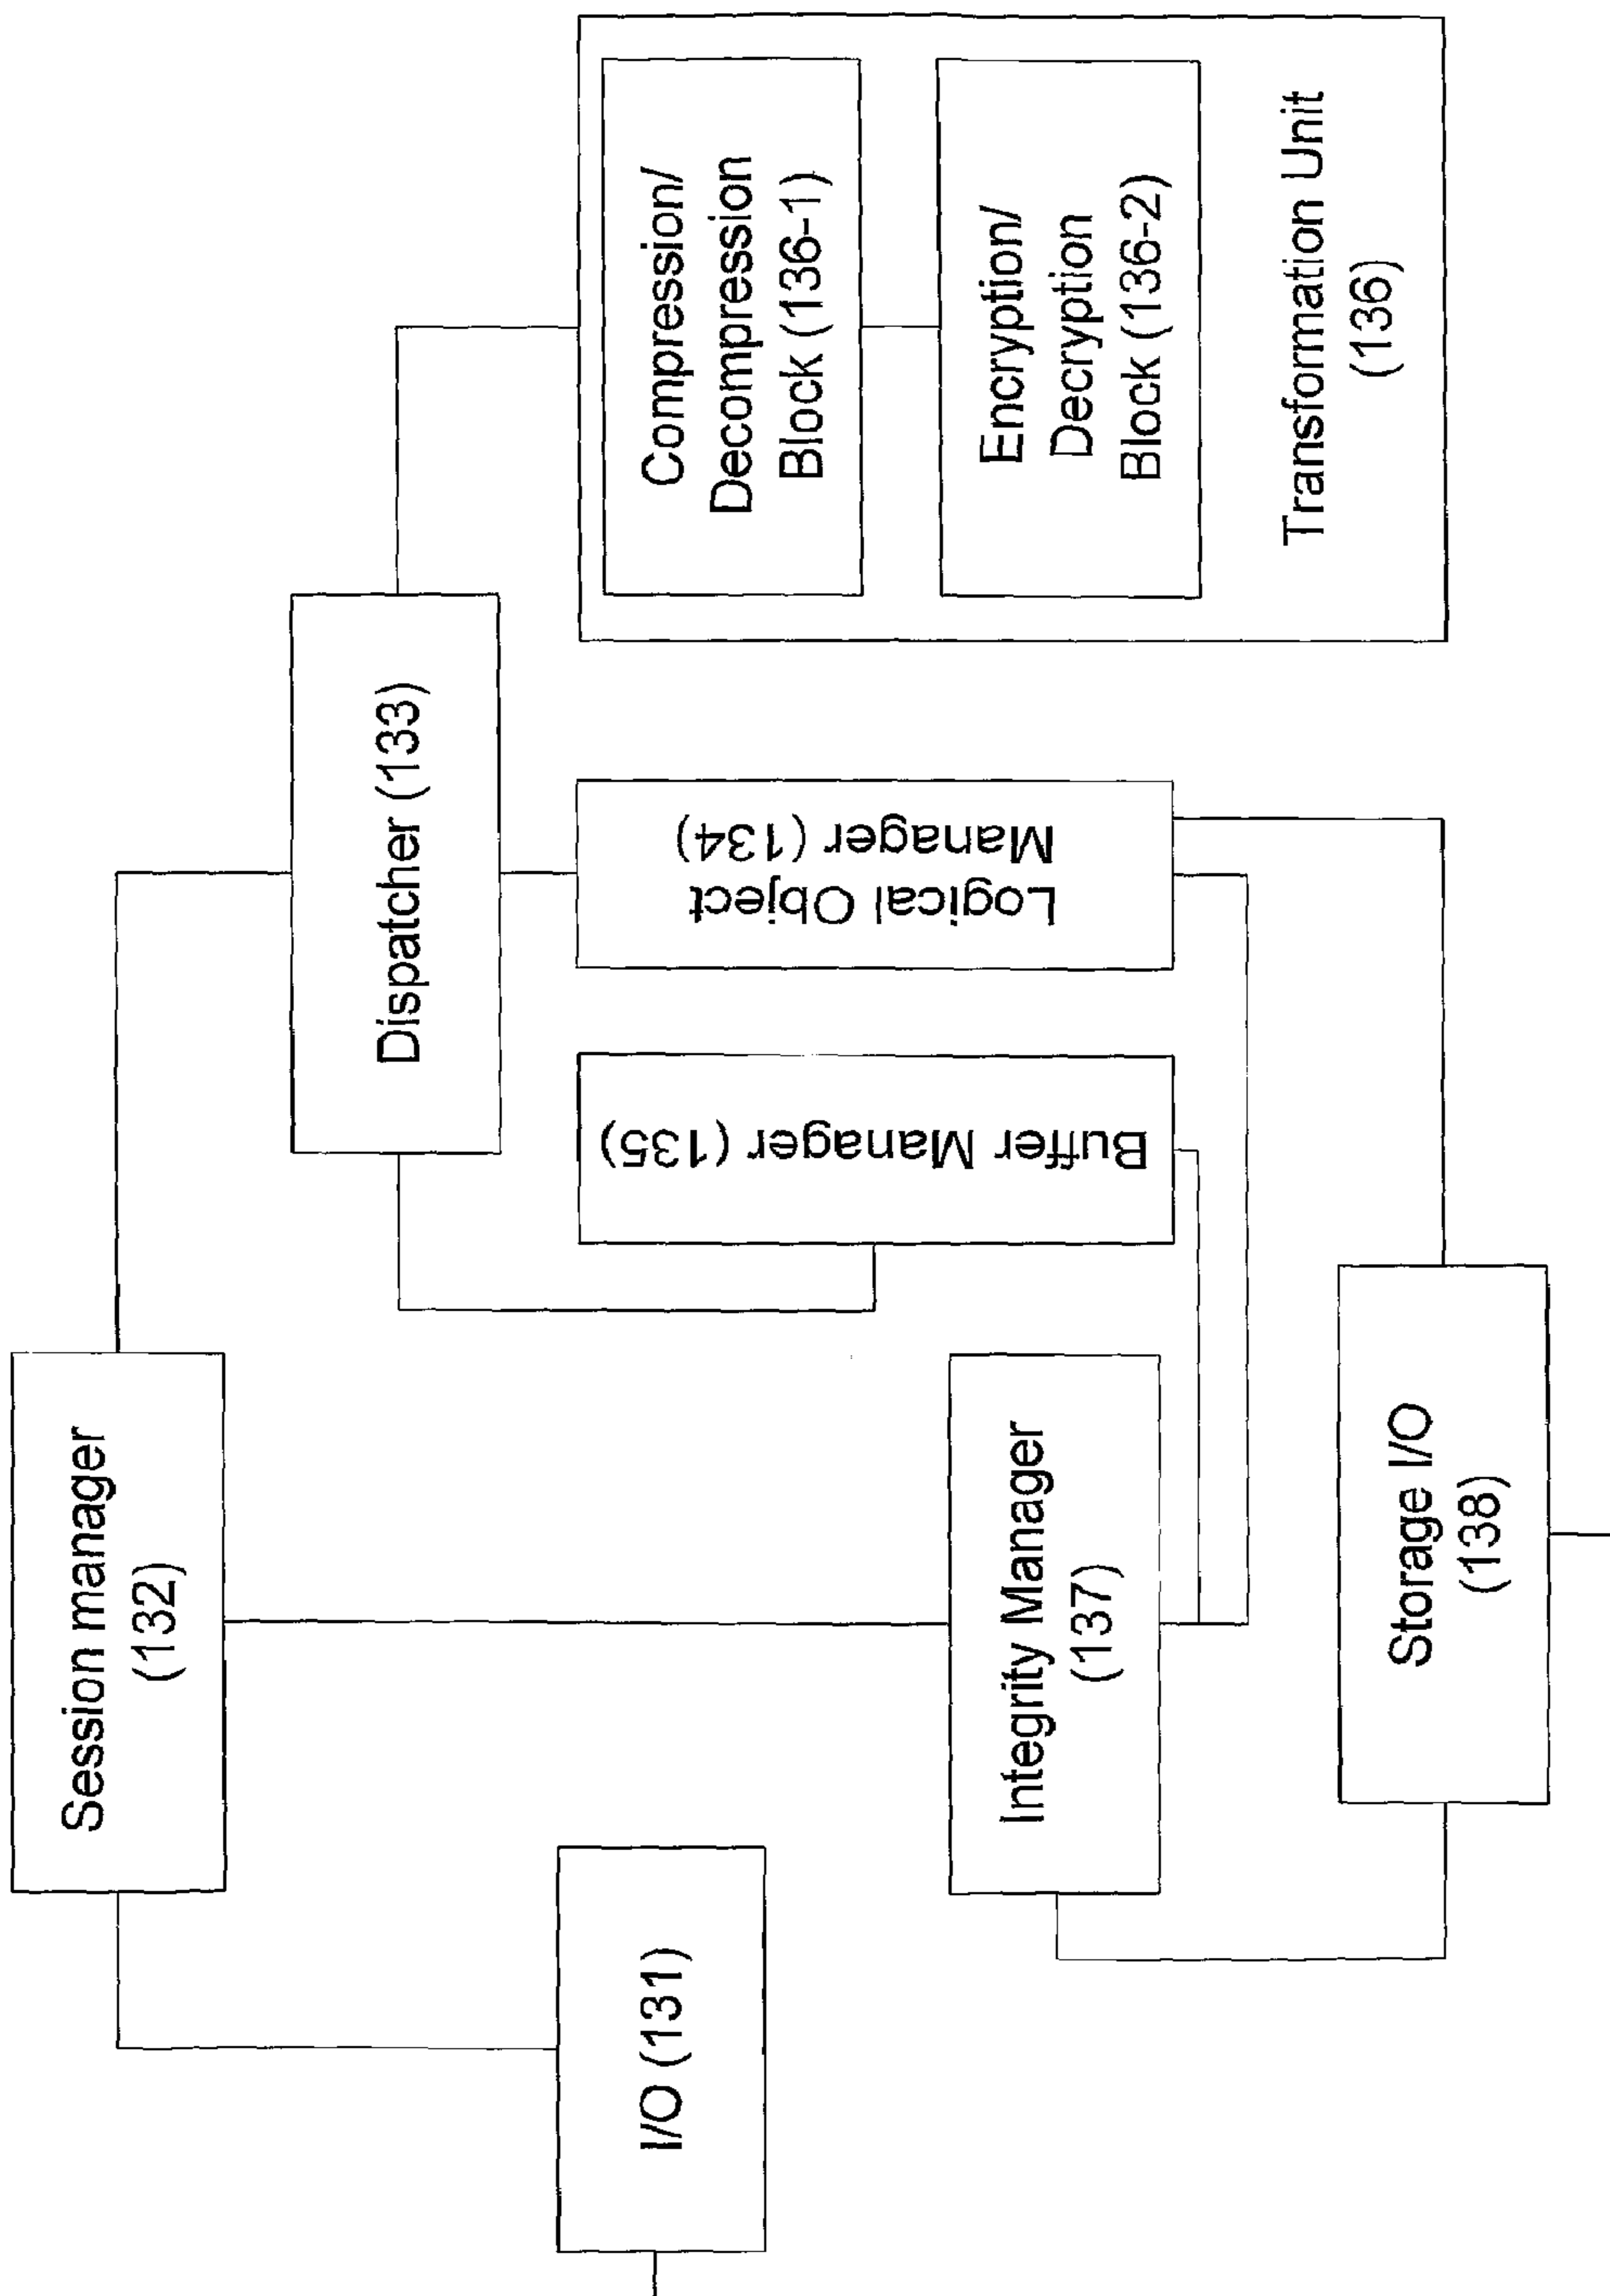 Session manager
(132)
I/O (131)
Dispatcher (133)
Buffer Manager (135)
Logical Object
Manager (134)
Compression/
Decompression
Block (136-1)
Encryption/
Decryption
Block (136-2)
Transformation Unit
(136)
Integrity Manager
(137)
Storage I/O
(138)